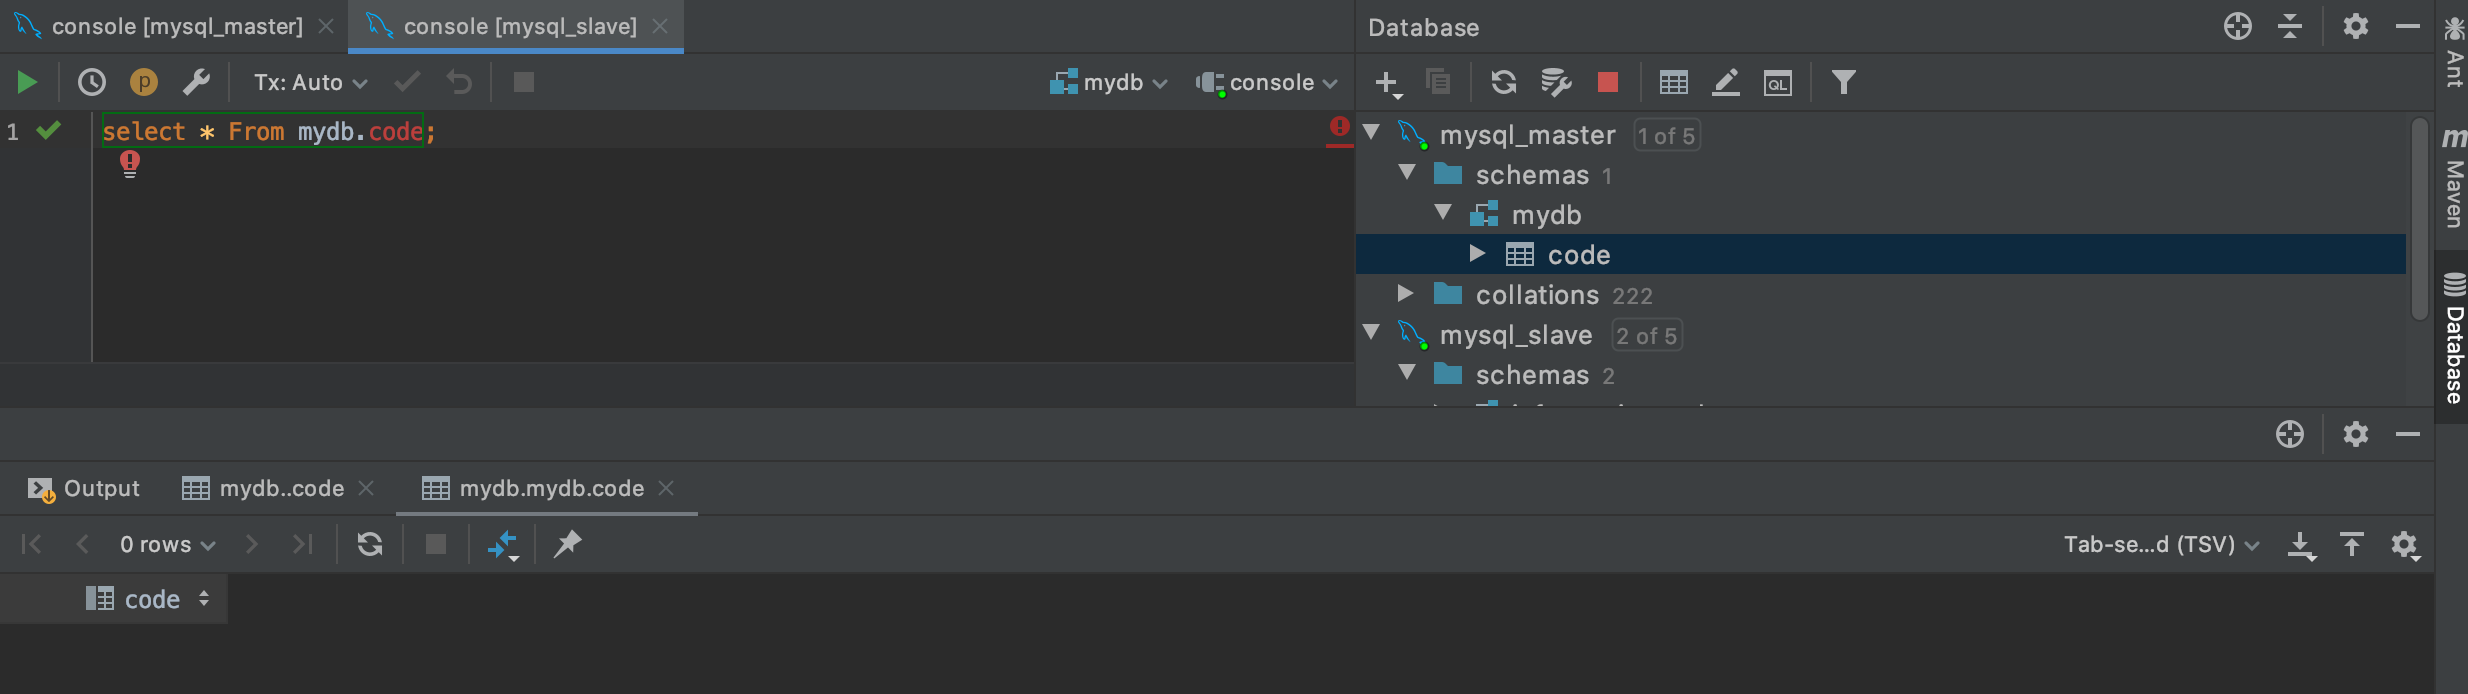 console [mysql_master]
console [mysql_slave]
Database
p
Tx: Auto
mydb
console
QL
1
select * From mydb.code;
mysql_master 1 of 5
schemas 1
mydb
code
collations 222
mysql_slave 2 of 5
schemas 2
Ant
m
Maven
Database
Output
mydb..code
mydb.mydb.code
0 rows
Tab-se...d (TSV)
code